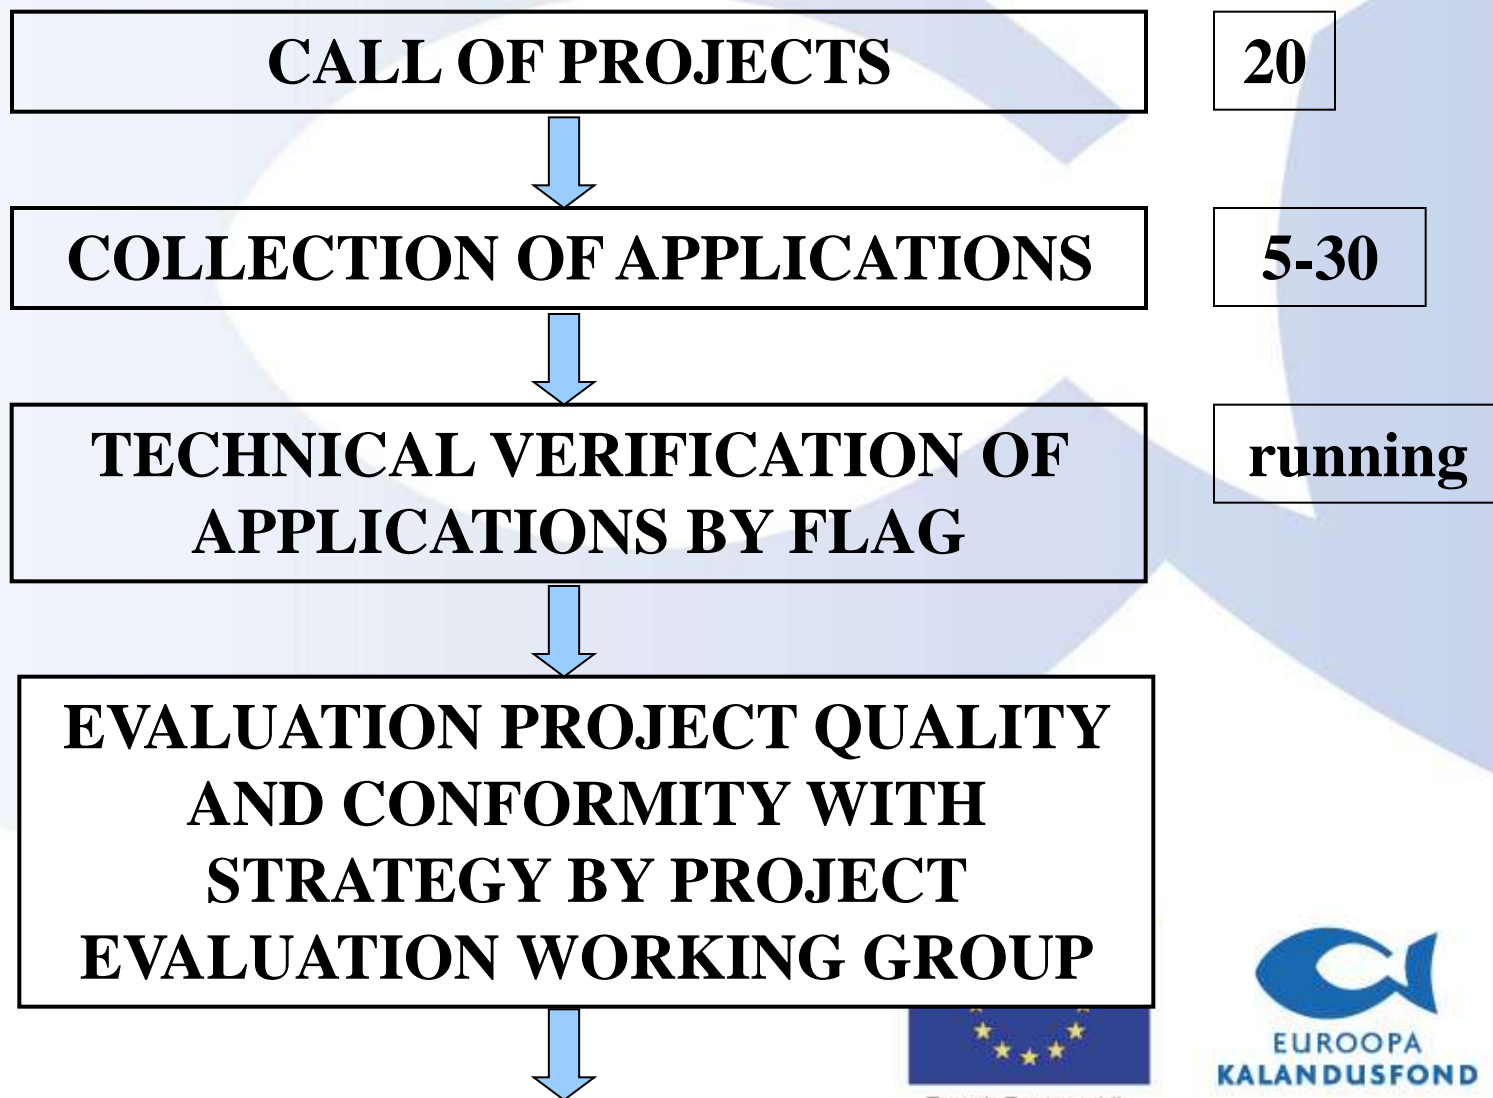 CALL OF PROJECTS
20
COLLECTION OF APPLICATIONS
5-30
TECHNICAL VERIFICATION OF
APPLICATIONS BY FLAG
running
EVALUATION PROJECT QUALITY
AND CONFORMITY WITH
STRATEGY BY PROJECT
EVALUATION WORKING GROUP
EUROOPA
KALANDUSFOND